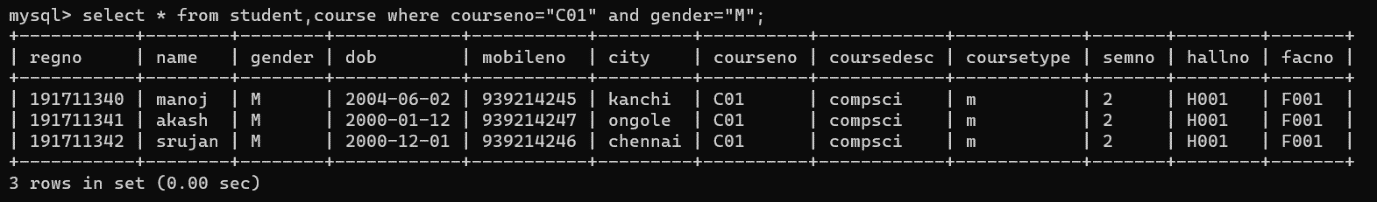 mysql> select * from student,course where courseno="C01" and gender="M";
+-----------+--------+--------+------------+-----------+---------+----------+------------+------------+-------+--------+-------+
| regno     | name   | gender | dob        | mobileno  | city    | courseno | coursedesc | coursetype | semno | hallno | facno |
+-----------+--------+--------+------------+-----------+---------+----------+------------+------------+-------+--------+-------+
| 191711340 | manoj  | M      | 2004-06-02 | 939214245 | kanchi  | C01      | compsci    | m          | 2     | H001   | F001  |
| 191711341 | akash  | M      | 2000-01-12 | 939214247 | ongole  | C01      | compsci    | m          | 2     | H001   | F001  |
| 191711342 | srujan | M      | 2000-12-01 | 939214246 | chennai | C01      | compsci    | m          | 2     | H001   | F001  |
+-----------+--------+--------+------------+-----------+---------+----------+------------+------------+-------+--------+-------+
3 rows in set (0.00 sec)